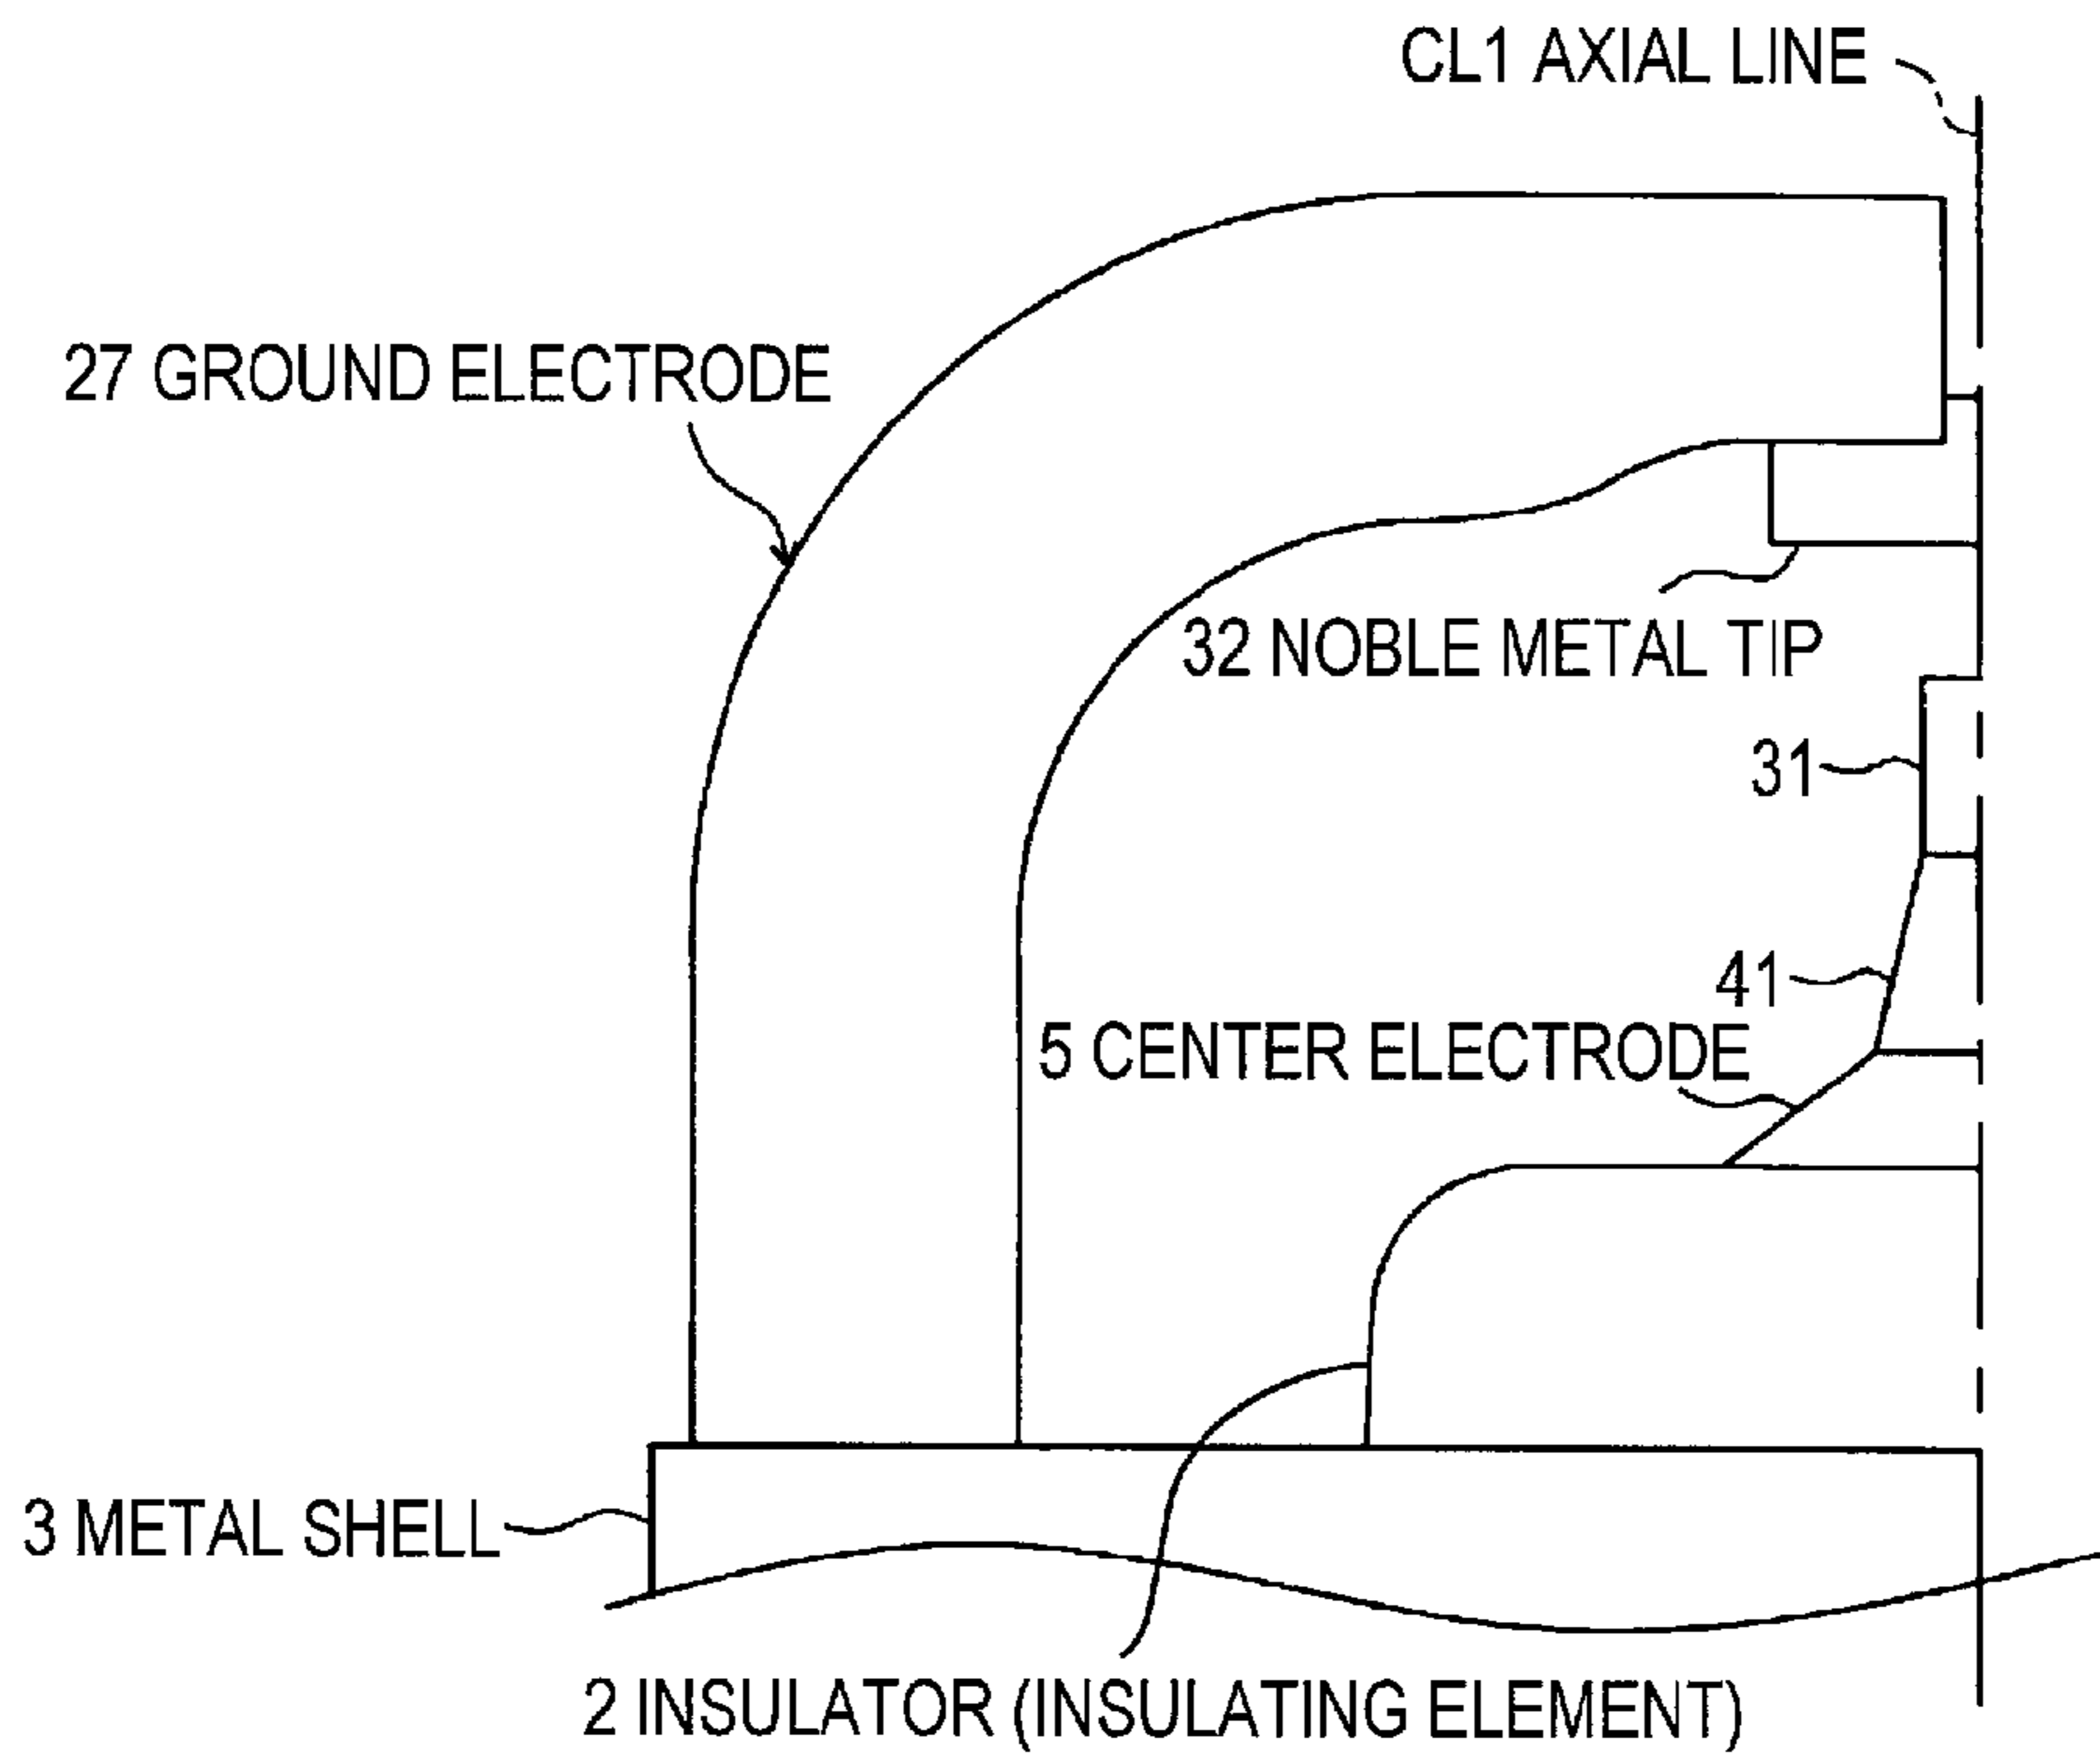 CL1 AXIAL LINE
27 GROUND ELECTRODE
32 NOBLE METAL TIP
31
41
5 CENTER ELECTRODE
3 METAL SHELL
2 INSULATOR (INSULATING ELEMENT)